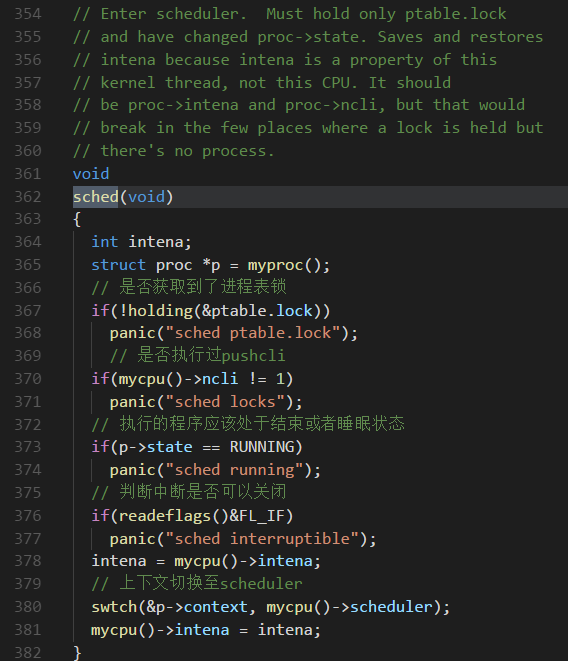 354 // Enter scheduler.  Must hold only ptable.lock
355 // and have changed proc->state. Saves and restores
356 // intena because intena is a property of this
357 // kernel thread, not this CPU. It should
358 // be proc->intena and proc->ncli, but that would
359 // break in the few places where a lock is held but
360 // there's no process.
361 void
362 sched(void)
363 {
364   int intena;
365   struct proc *p = myproc();
366   // 是否获取到了进程表锁
367   if(!holding(&ptable.lock))
368     panic("sched ptable.lock");
369     // 是否执行过pushcli
370   if(mycpu()->ncli != 1)
371     panic("sched locks");
372   // 执行的程序应该处于结束或者睡眠状态
373   if(p->state == RUNNING)
374     panic("sched running");
375   // 判断中断是否可以关闭
376   if(readeflags()&FL_IF)
377     panic("sched interruptible");
378   intena = mycpu()->intena;
379   // 上下文切换至scheduler
380   swtch(&p->context, mycpu()->scheduler);
381   mycpu()->intena = intena;
382 }